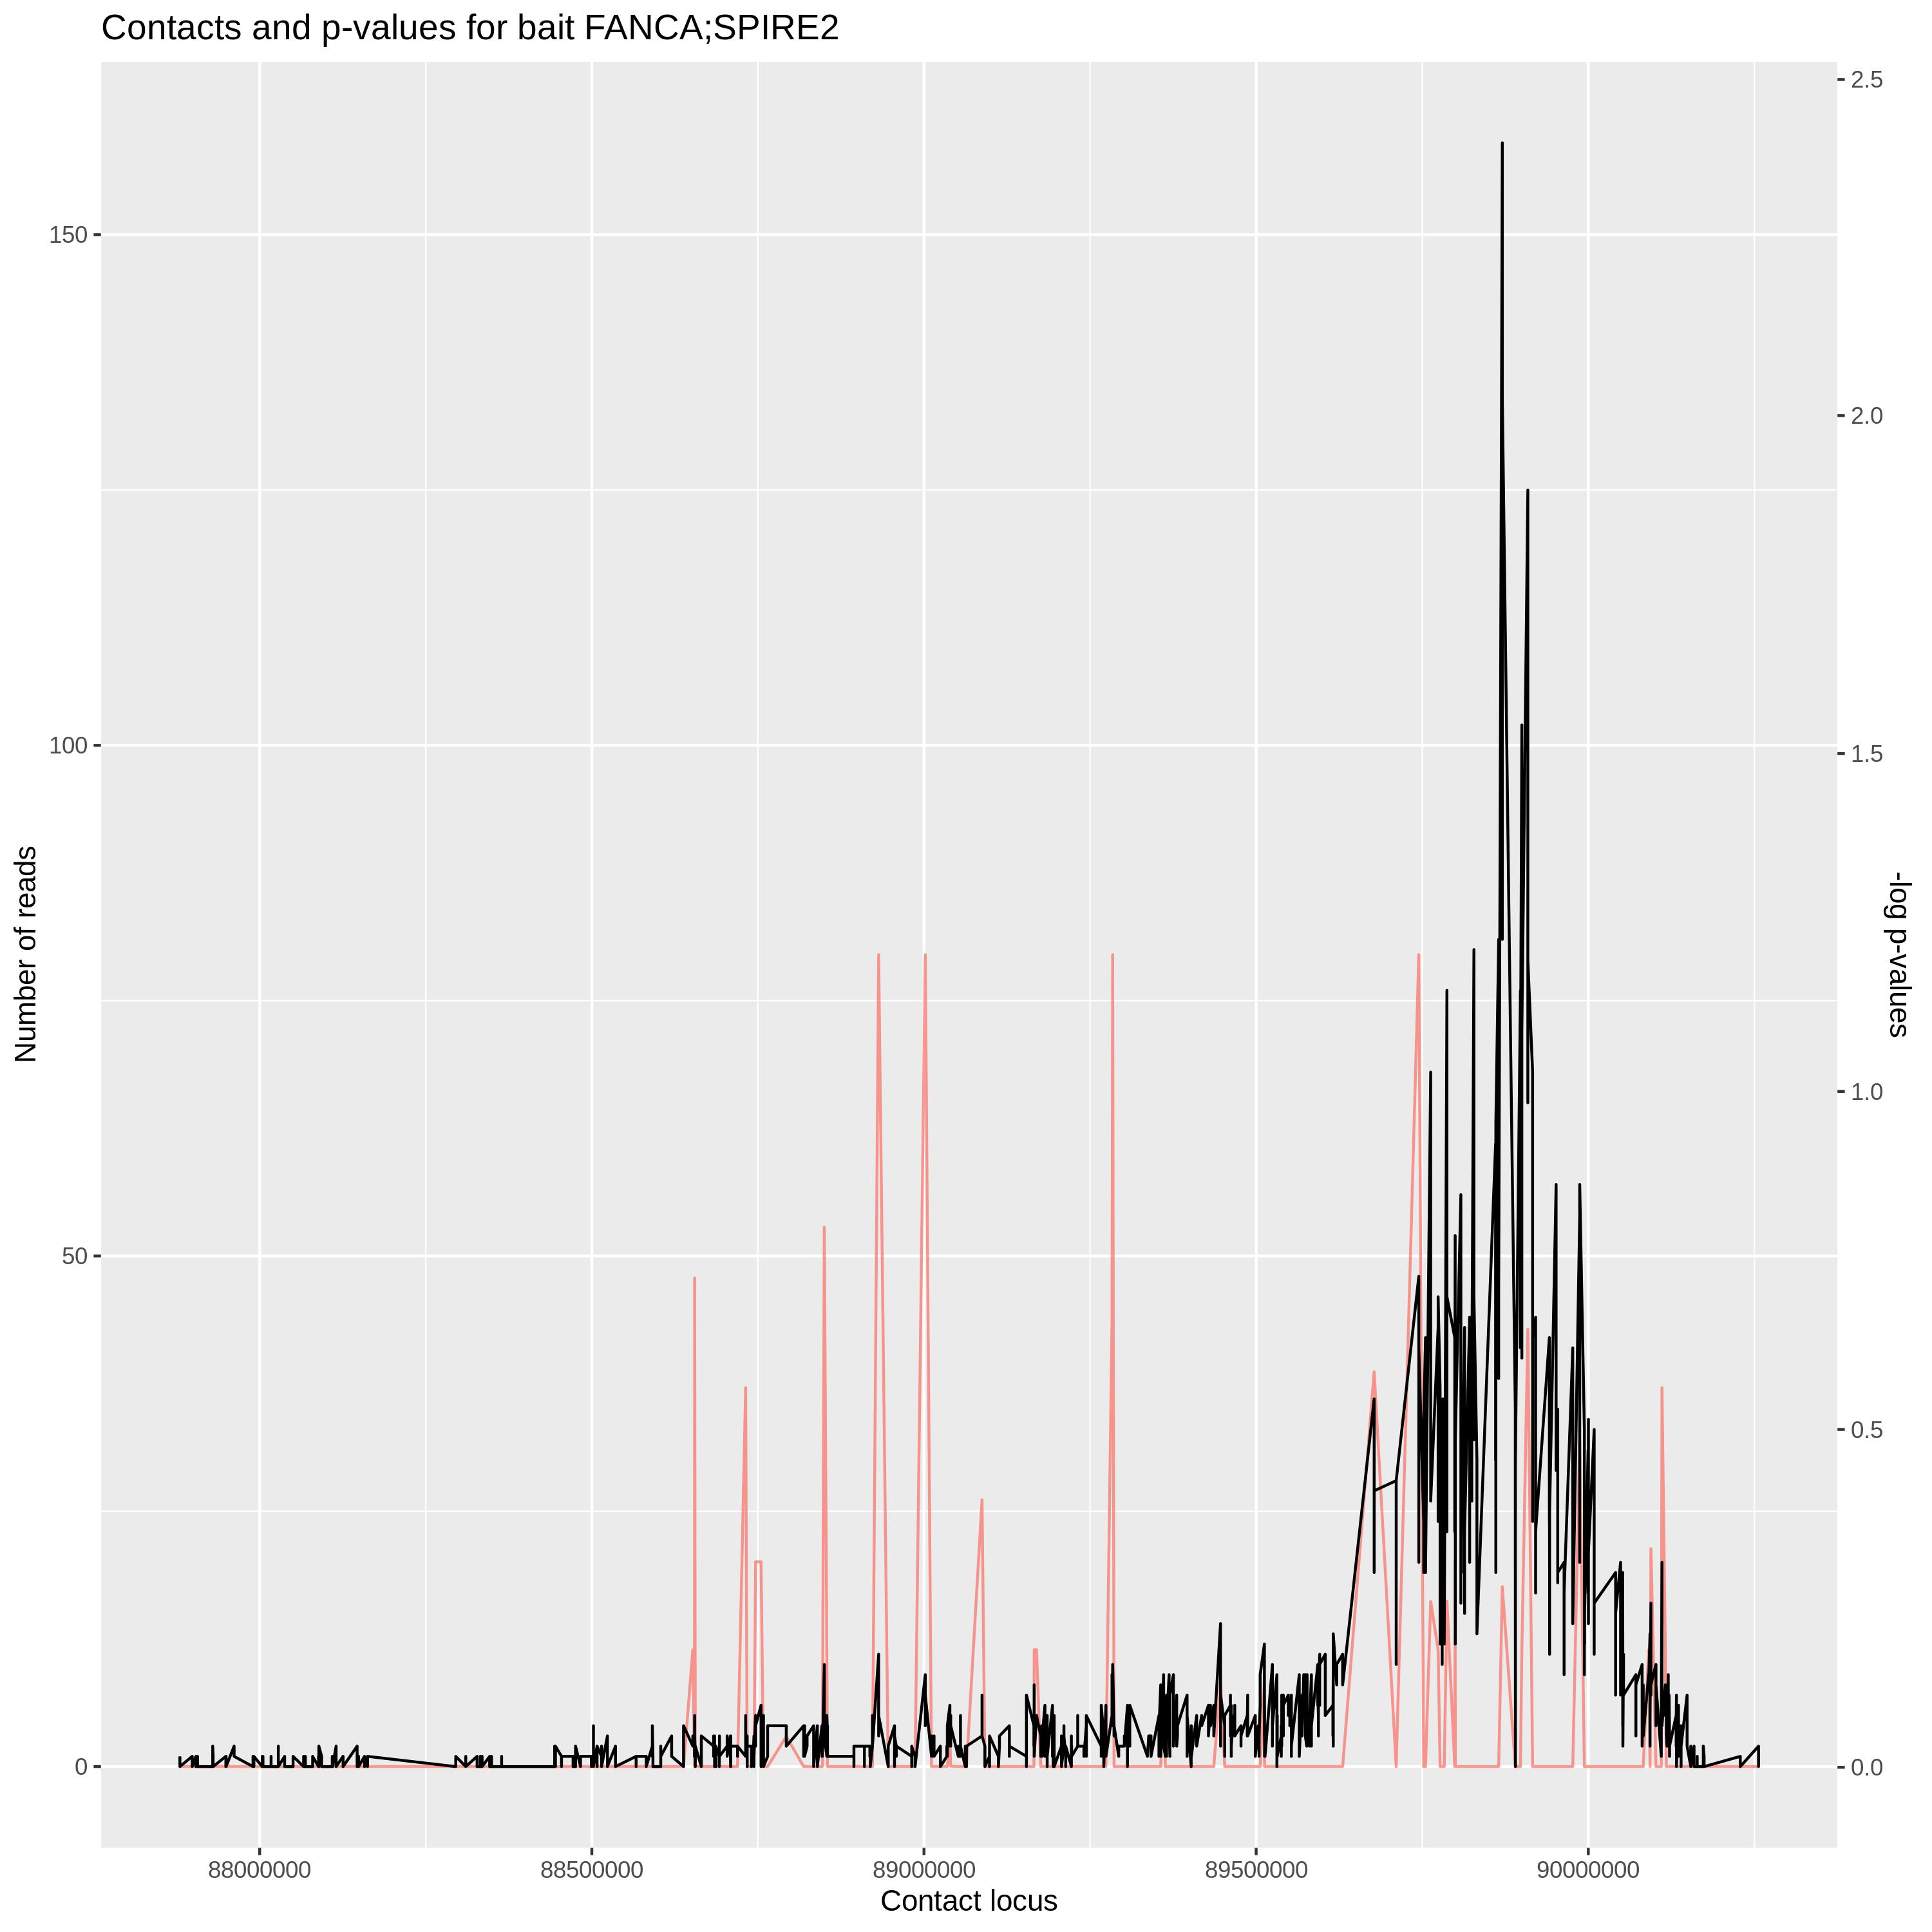 Contacts and p-values for bait FANCA;SPIRE2
150
100
50
0
Number of reads
2.5
2.0
1.5
1.0
0.5
0.0
-log p-values
88000000 88500000 89000000 89500000 90000000
Contact locus